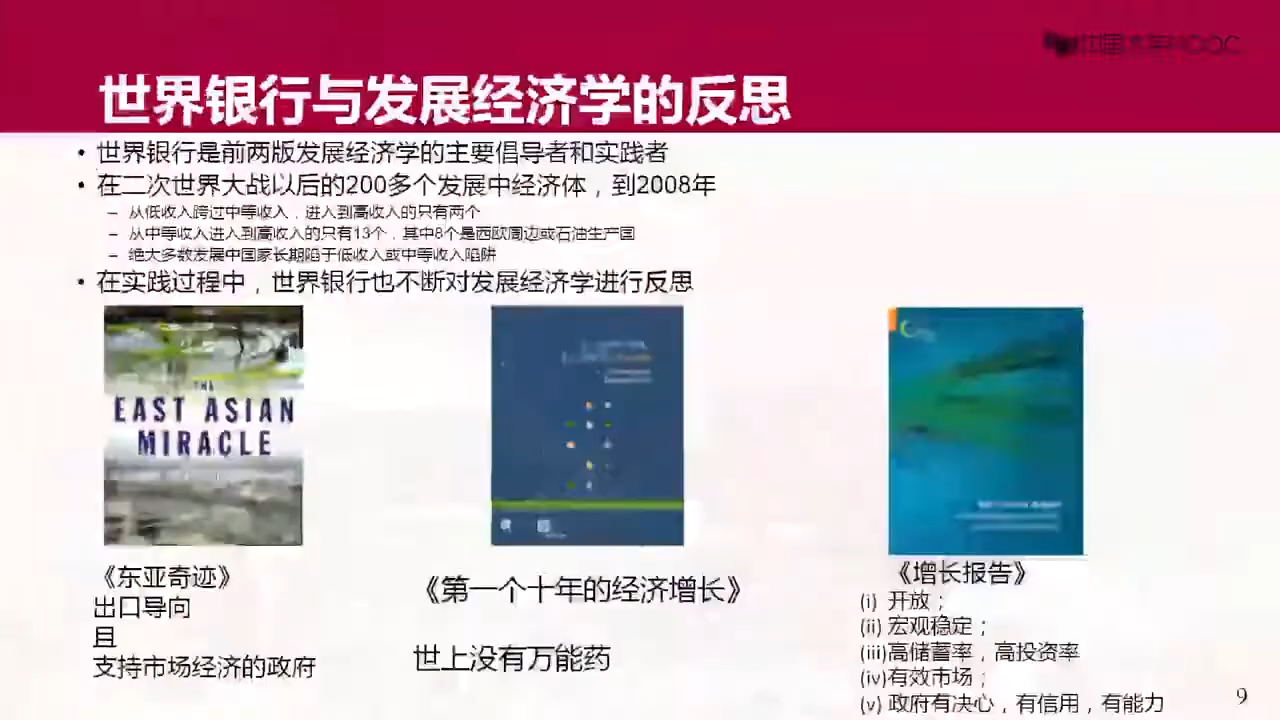 中国大学MOOC
世界银行与发展经济学的反思
• 世界银行是前两版发展经济学的主要倡导者和实践者
• 在二次世界大战以后的200多个发展中经济体，到2008年
– 从低收入跨过中等收入，进入到高收入的只有两个
– 从中等收入进入到高收入的只有13个，其中8个是西欧周边或石油生产国
– 绝大多数发展中国家长期陷于低收入或中等收入陷阱
• 在实践过程中，世界银行也不断对发展经济学进行反思
THE
EAST ASIAN
MIRACLE
《东亚奇迹》
出口导向
且
支持市场经济的政府
《第一个十年的经济增长》
世上没有万能药
《增长报告》
(i) 开放；
(ii) 宏观稳定；
(iii)高储蓄率，高投资率
(iv)有效市场；
(v) 政府有决心，有信用，有能力
9